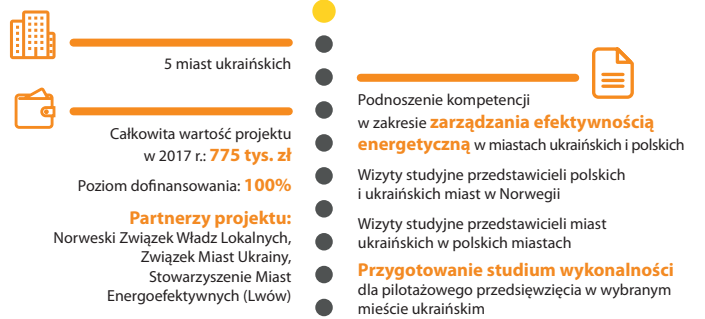 5 miast ukraińskich
Całkowita wartość projektu
w 2017 r.: 775 tys. zł
Poziom dofinansowania: 100%
Partnerzy projektu:
Norweski Związek Władz Lokalnych,
Związek Miast Ukrainy,
Stowarzyszenie Miast
Energoefektywnych (Lwów)
Podnoszenie kompetencji
w zakresie zarządzania efektywnością
energetyczną w miastach ukraińskich i polskich
Wizyty studyjne przedstawicieli polskich
i ukraińskich miast w Norwegii
Wizyty studyjne przedstawicieli miast
ukraińskich w polskich miastach
Przygotowanie studium wykonalności
dla pilotażowego przedsięwzięcia w wybranym
mieście ukraińskim